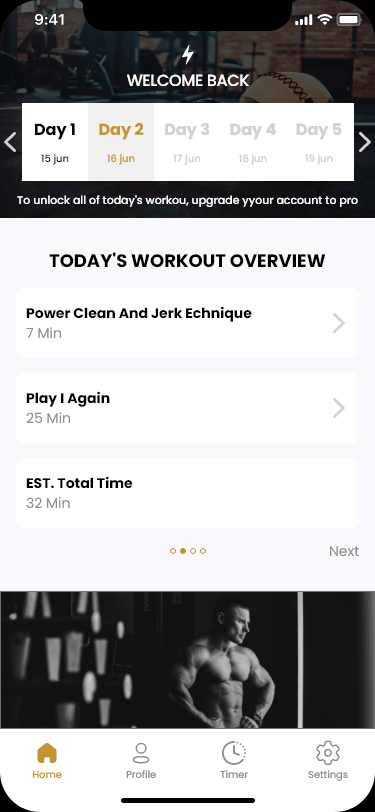 9:41
WELCOME BACK
Day 1 Day 2 Day 3 Day 4 Day 5
15 jun 16 jun 17 jun 18 jun 19 jun
To unlock all of today's workou, upgrade yyour account to pro
TODAY'S WORKOUT OVERVIEW
Power Clean And Jerk Echnique
7 Min
Play I Again
25 Min
EST. Total Time
32 Min
Next
Home Profile Timer Settings